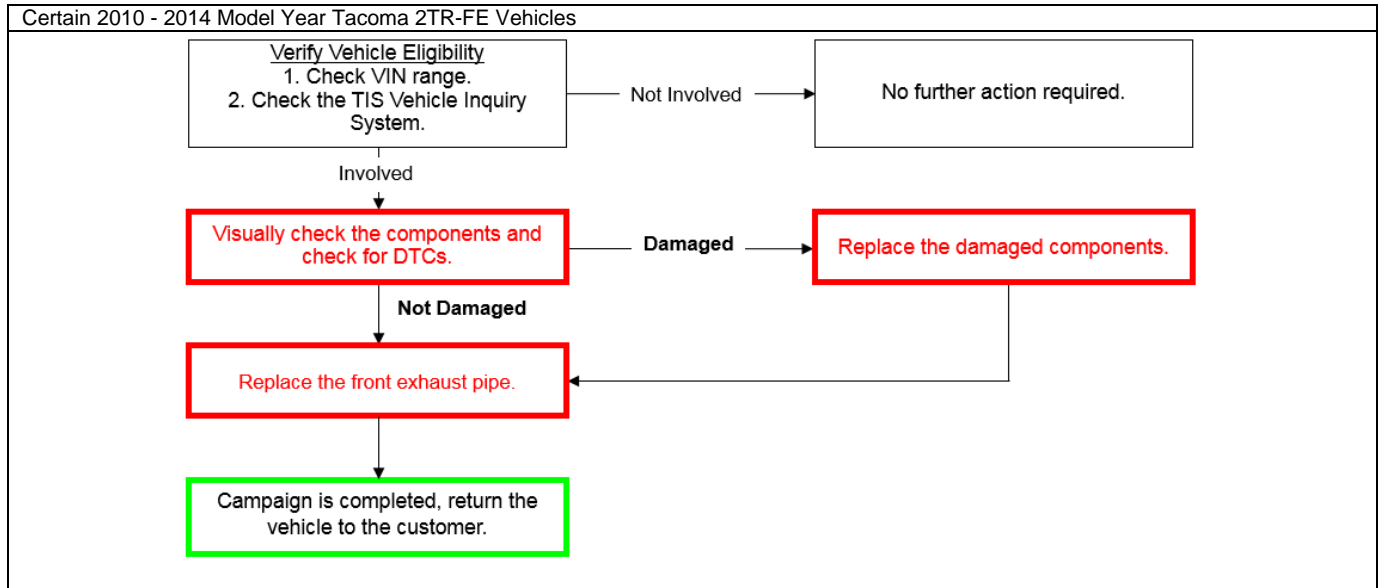 Certain 2010 - 2014 Model Year Tacoma 2TR-FE Vehicles
Verify Vehicle Eligibility
1. Check VIN range.
2. Check the TIS Vehicle Inquiry
System.
Not Involved
No further action required.
Involved
Visually check the components and
check for DTCs.
Damaged
Replace the damaged components.
Not Damaged
Replace the front exhaust pipe.
Campaign is completed, return the
vehicle to the customer.